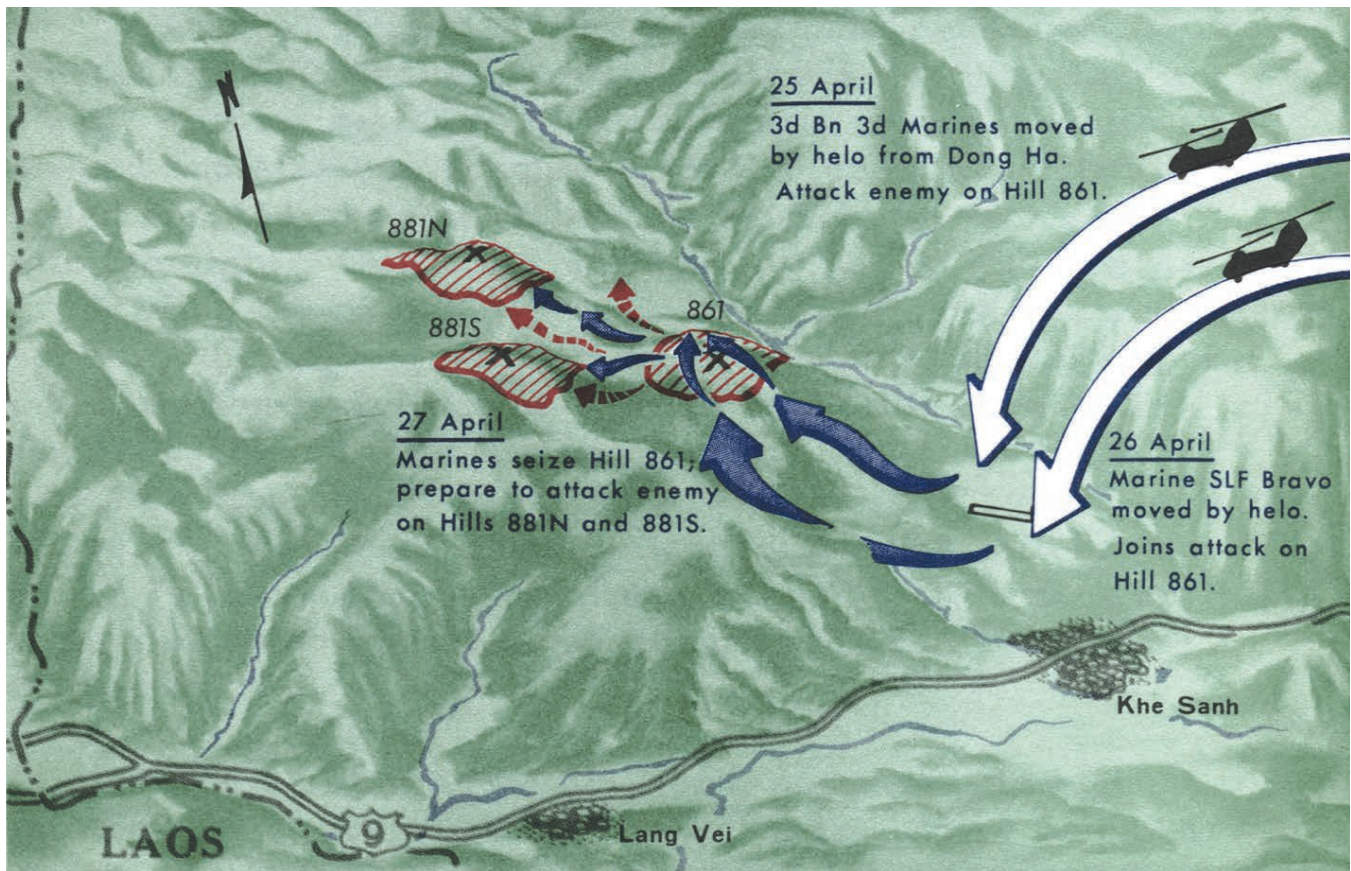 N
25 April
3d Bn 3d Marines moved
by helo from Dong Ha.
Attack enemy on Hill 861.
881N
881S
861
27 April
Marines seize Hill 861;
prepare to attack enemy
on Hills 881N and 881S.
26 April
Marine SLF Bravo
moved by helo.
Joins attack on
Hill 861.
Khe Sanh
Lang Vei
9
LAOS